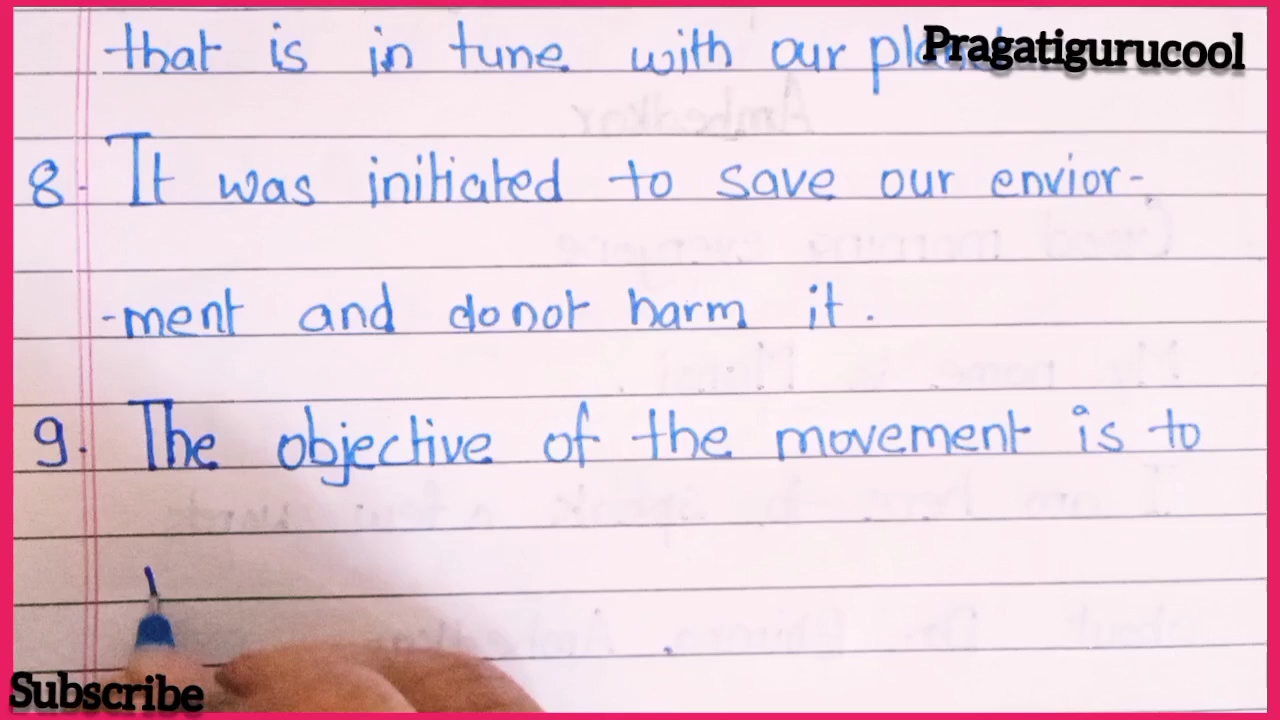 that is in tune with our
Pragatigurucool
8. It was initiated to save our envior-
-ment and donot harm it.
9. The objective of the movement is to
Subscribe